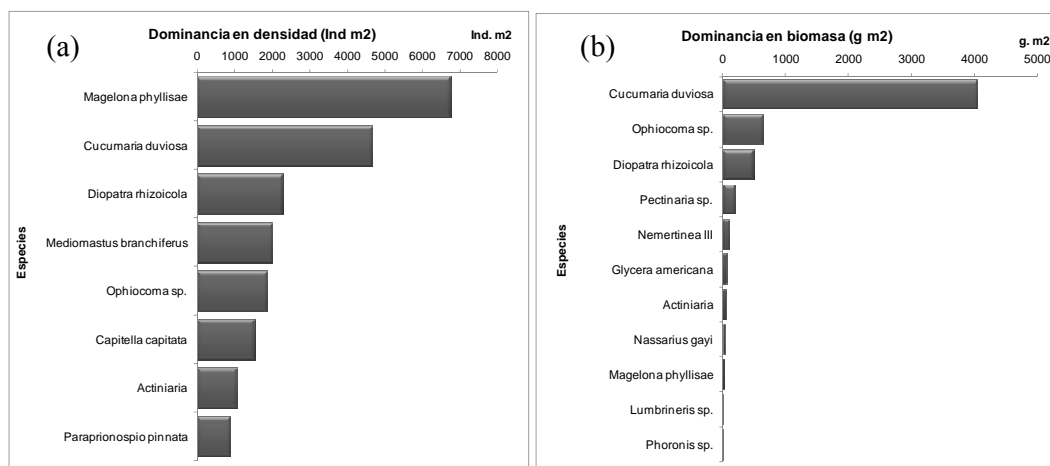 (a)
Dominancia en densidad (Ind m2)
Ind. m2
0 1000 2000 3000 4000 5000 6000 7000 8000
Especies
Magelona phyllisae
Cucumaria duviosa
Diopatra rhizoicola
Mediomastus branchiferus
Ophiocoma sp.
Capitella capitata
Actiniaria
Paraprionospio pinnata
(b)
Dominancia en biomasa (g m2)
g. m2
0 1000 2000 3000 4000 5000
Especies
Cucumaria duviosa
Ophiocoma sp.
Diopatra rhizoicola
Pectinaria sp.
Nemertinea III
Glycera americana
Actiniaria
Nassarius gayi
Magelona phyllisae
Lumbrineris sp.
Phoronis sp.